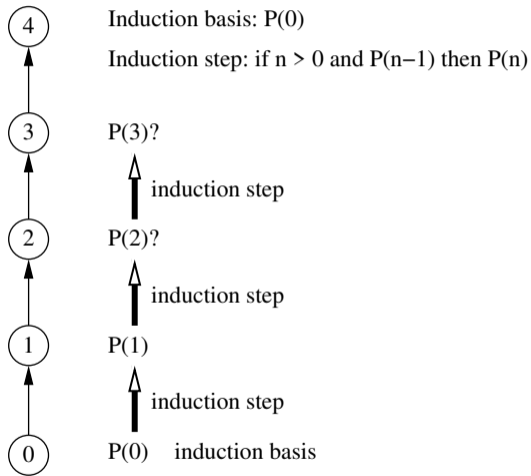 4 Induction basis: P(0)
Induction step: if n > 0 and P(n−1) then P(n)
3 P(3)?
induction step
2 P(2)?
induction step
1 P(1)
induction step
0 P(0) induction basis